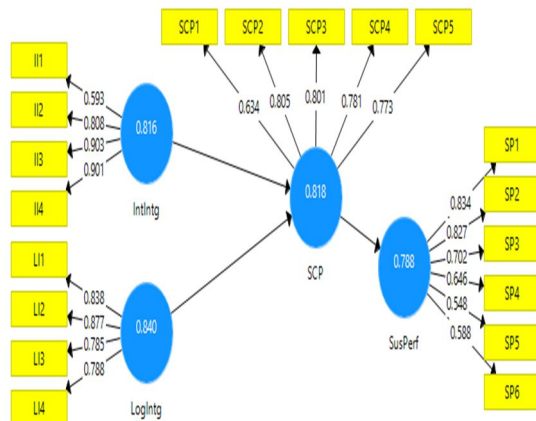 SCP1 SCP2 SCP3 SCP4 SCP5
0.634 0.805 0.801 0.781 0.773
II1
II2
II3
II4
0.593
0.808
0.903
0.901
0.816
IntIntg
LI1
LI2
LI3
LI4
0.838
0.877
0.785
0.788
0.840
LogIntg
0.818
SCP
0.788
SusPerf
0.834
0.827
0.702
0.646
0.548
0.588
SP1
SP2
SP3
SP4
SP5
SP6